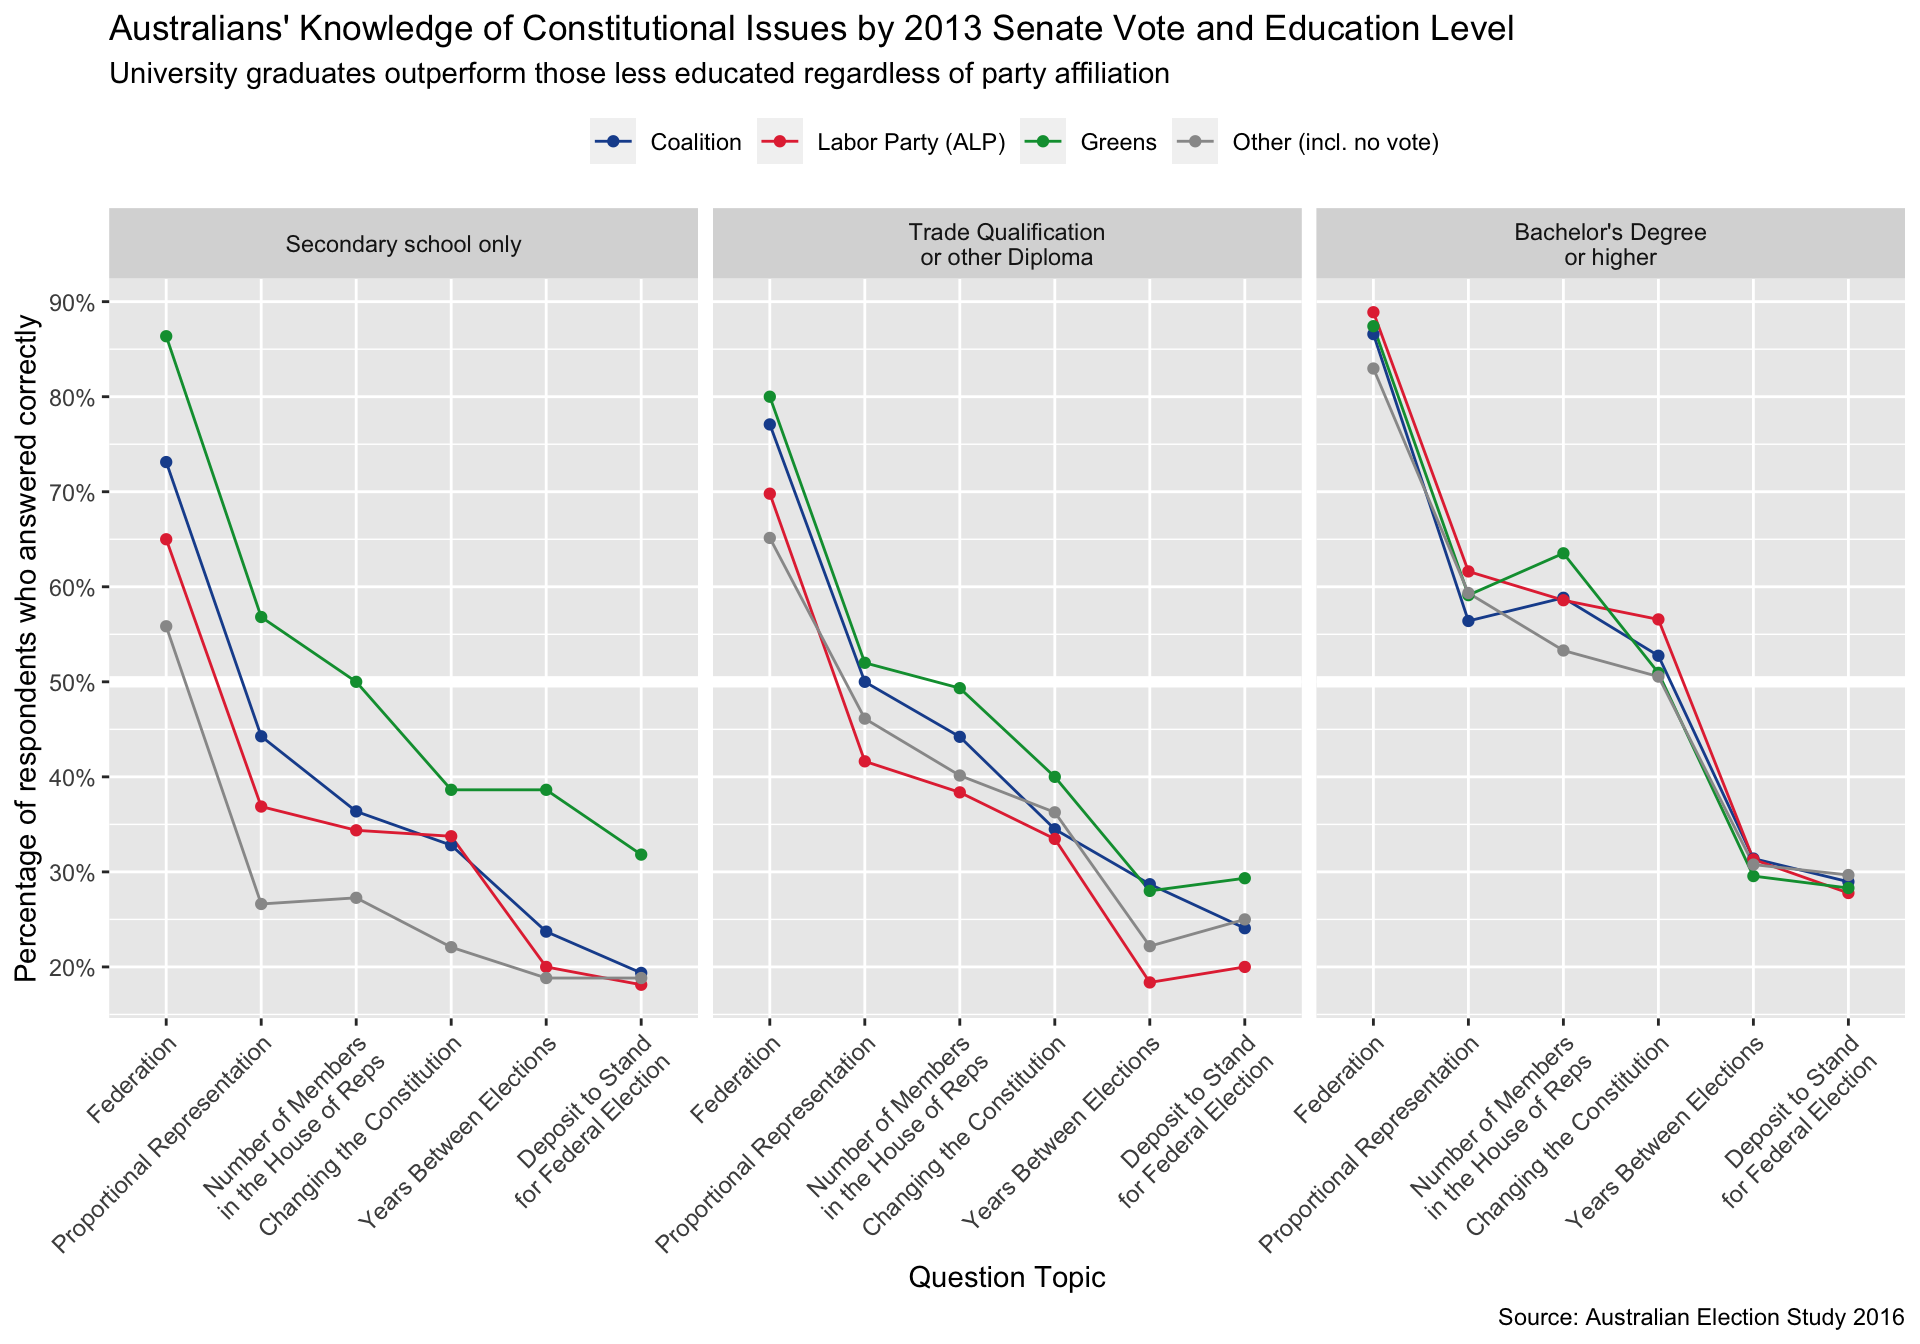 Australians' Knowledge of Constitutional Issues by 2013 Senate Vote and Education Level
University graduates outperform those less educated regardless of party affiliation
Coalition
Labor Party (ALP)
Greens
Other (incl. no vote)
Secondary school only
Trade Qualification
or other Diploma
Bachelor's Degree
or higher
Percentage of respondents who answered correctly
90%
80%
70%
60%
50%
40%
30%
20%
Federation
Proportional Representation
Number of Members
in the House of Reps
Changing the Constitution
Years Between Elections
Deposit to Stand
for Federal Election
Federation
Proportional Representation
Number of Members
in the House of Reps
Changing the Constitution
Years Between Elections
Deposit to Stand
for Federal Election
Federation
Proportional Representation
Number of Members
in the House of Reps
Changing the Constitution
Years Between Elections
Deposit to Stand
for Federal Election
Question Topic
Source: Australian Election Study 2016